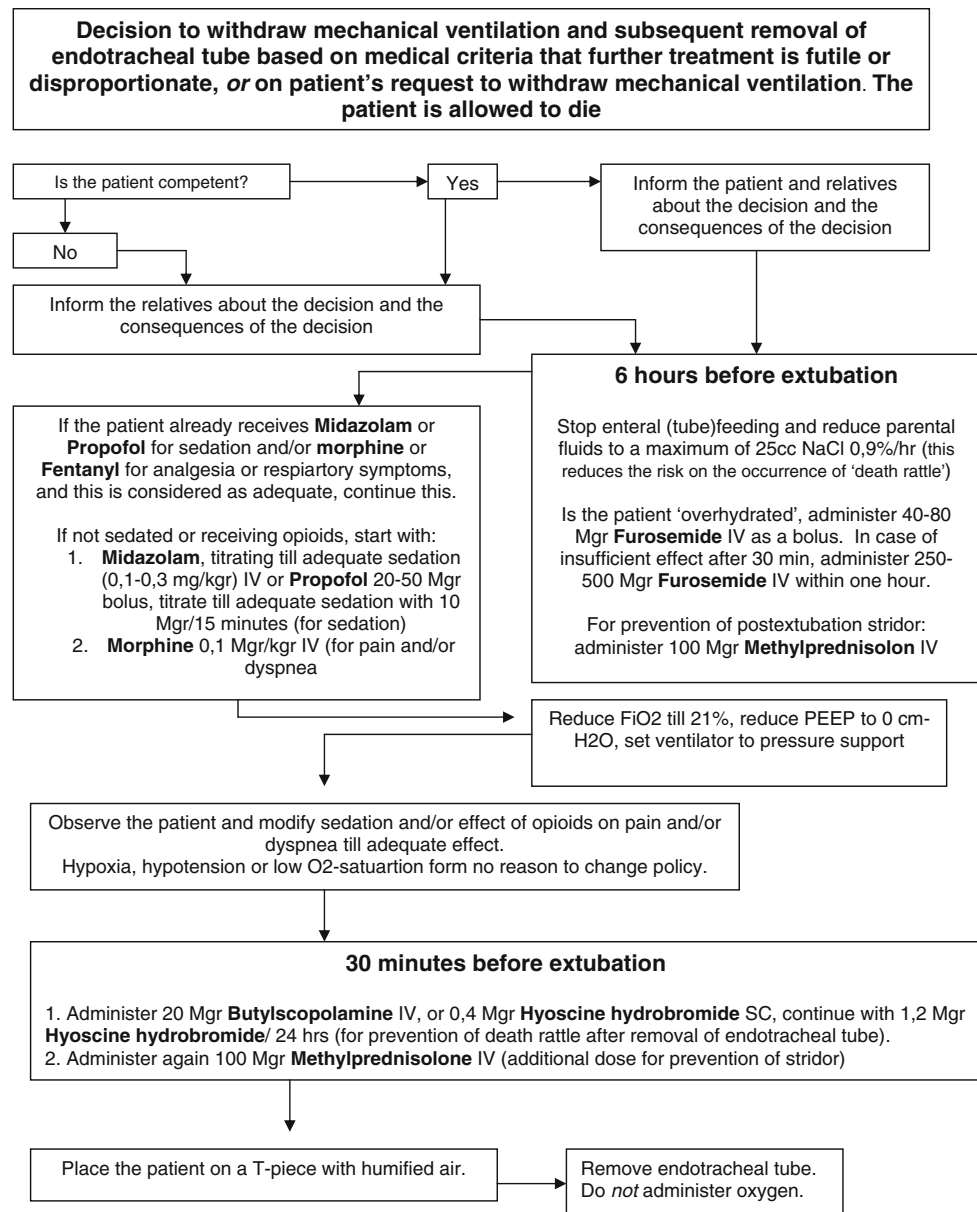 Decision to withdraw mechanical ventilation and subsequent removal of
endotracheal tube based on medical criteria that further treatment is futile or
disproportionate, or on patient's request to withdraw mechanical ventilation. The
patient is allowed to die
Is the patient competent?
Yes
Inform the patient and relatives
about the decision and the
consequences of the decision
No
Inform the relatives about the decision and the
consequences of the decision
6 hours before extubation
Stop enteral (tube)feeding and reduce parental
fluids to a maximum of 25cc NaCl 0,9%/hr (this
reduces the risk on the occurrence of 'death rattle')
Is the patient 'overhydrated', administer 40-80
Mgr Furosemide IV as a bolus. In case of
insufficient effect after 30 min, administer 250-
500 Mgr Furosemide IV within one hour.
For prevention of postextubation stridor:
administer 100 Mgr Methylprednisolon IV
If the patient already receives Midazolam or
Propofol for sedation and/or morphine or
Fentanyl for analgesia or respiartory symptoms,
and this is considered as adequate, continue this.
If not sedated or receiving opioids, start with:
1. Midazolam, titrating till adequate sedation
(0,1-0,3 mg/kgr) IV or Propofol 20-50 Mgr
bolus, titrate till adequate sedation with 10
Mgr/15 minutes (for sedation)
2. Morphine 0,1 Mgr/kgr IV (for pain and/or
dyspnea
Reduce FiO2 till 21%, reduce PEEP to 0 cm-
H2O, set ventilator to pressure support
Observe the patient and modify sedation and/or effect of opioids on pain and/or
dyspnea till adequate effect.
Hypoxia, hypotension or low O2-satuartion form no reason to change policy.
30 minutes before extubation
1. Administer 20 Mgr Butylscopolamine IV, or 0,4 Mgr Hyoscine hydrobromide SC, continue with 1,2 Mgr
Hyoscine hydrobromide/ 24 hrs (for prevention of death rattle after removal of endotracheal tube).
2. Administer again 100 Mgr Methylprednisolone IV (additional dose for prevention of stridor)
Place the patient on a T-piece with humified air.
Remove endotracheal tube.
Do not administer oxygen.